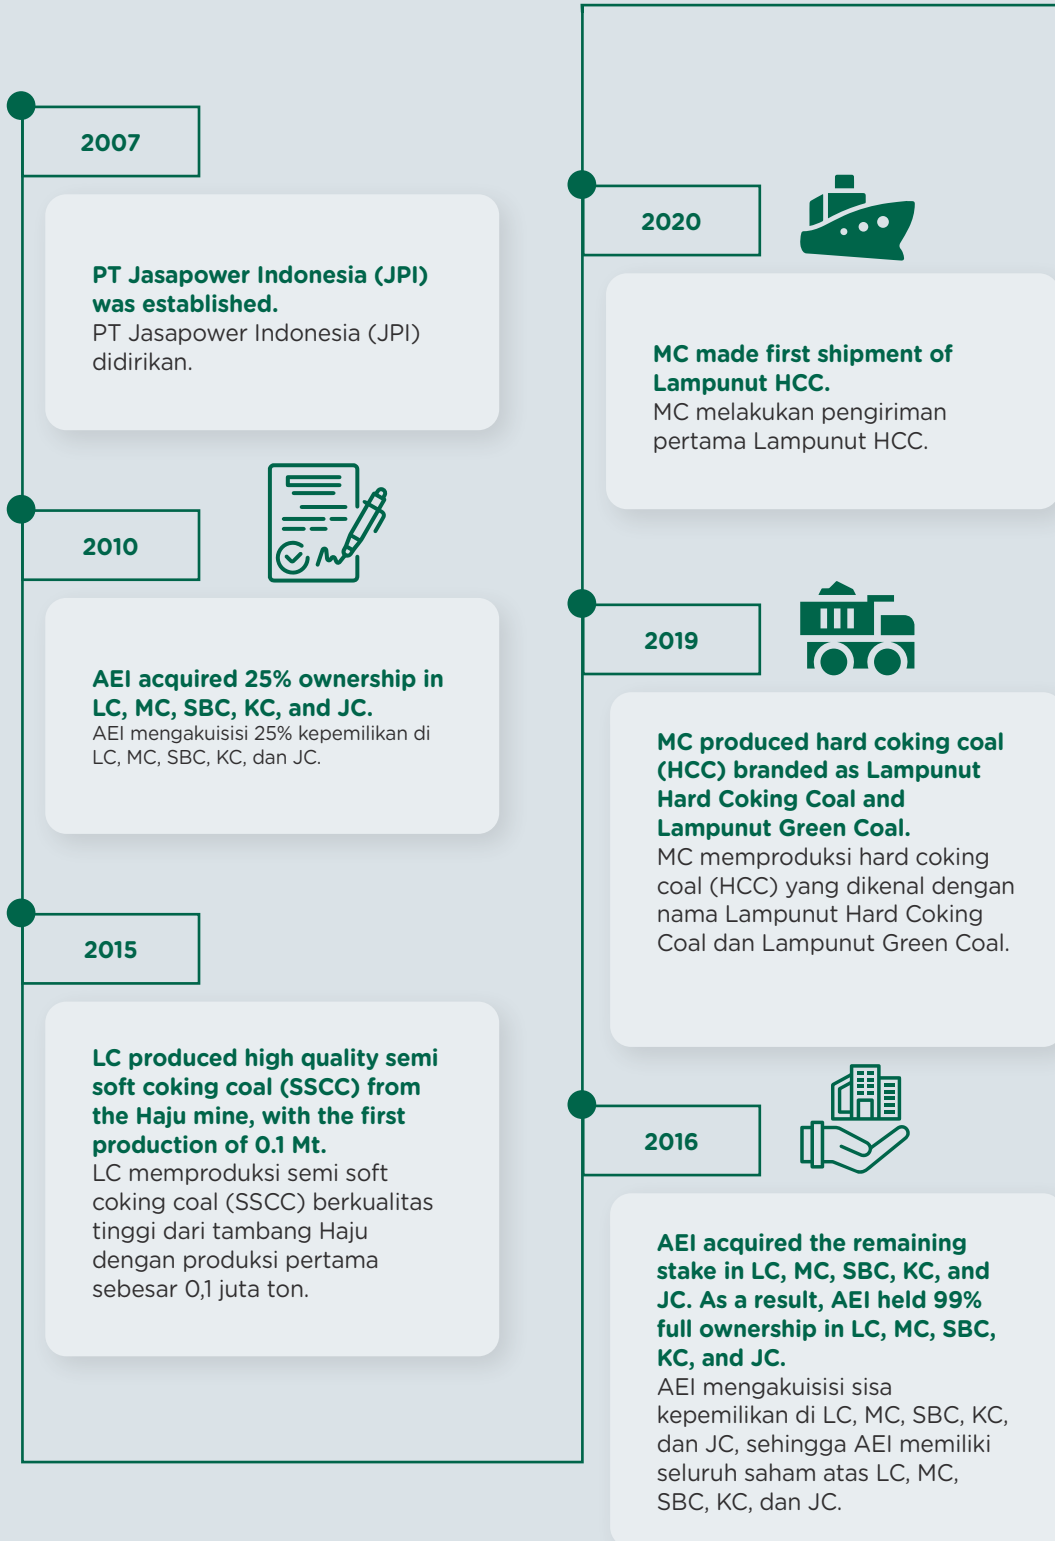 2007
PT Jasapower Indonesia (JPI)
was established.
PT Jasapower Indonesia (JPI)
didirikan.
2010
AEI acquired 25% ownership in
LC, MC, SBC, KC, and JC.
AEI mengakuisisi 25% kepemilikan di
LC, MC, SBC, KC, dan JC.
2015
LC produced high quality semi
soft coking coal (SSCC) from
the Haju mine, with the first
production of 0.1 Mt.
LC memproduksi semi soft
coking coal (SSCC) berkualitas
tinggi dari tambang Haju
dengan produksi pertama
sebesar 0,1 juta ton.
2020
MC made first shipment of
Lampunut HCC.
MC melakukan pengiriman
pertama Lampunut HCC.
2019
MC produced hard coking coal
(HCC) branded as Lampunut
Hard Coking Coal and
Lampunut Green Coal.
MC memproduksi hard coking
coal (HCC) yang dikenal dengan
nama Lampunut Hard Coking
Coal dan Lampunut Green Coal.
2016
AEI acquired the remaining
stake in LC, MC, SBC, KC, and
JC. As a result, AEI held 99%
full ownership in LC, MC, SBC,
KC, and JC.
AEI mengakuisisi sisa
kepemilikan di LC, MC, SBC, KC,
dan JC, sehingga AEI memiliki
seluruh saham atas LC, MC,
SBC, KC, dan JC.